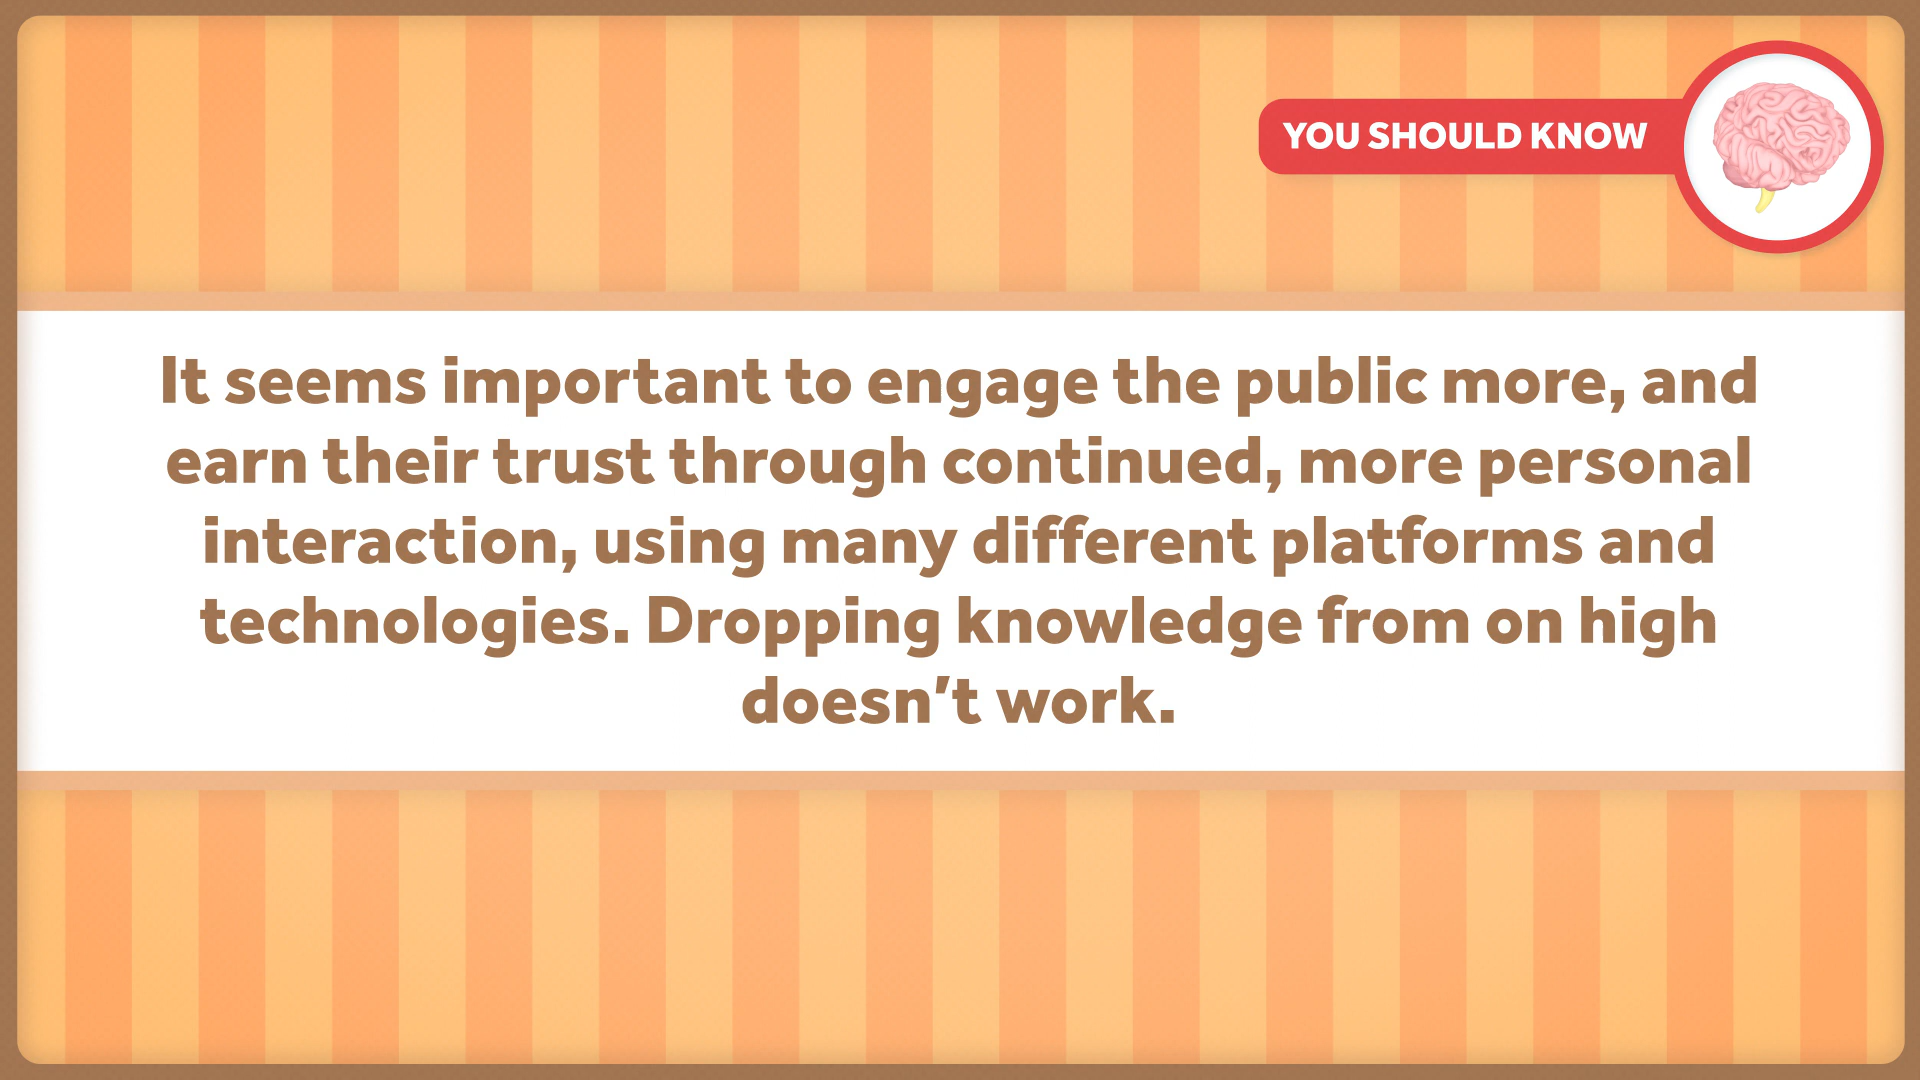 YOU SHOULD KNOW
It seems important to engage the public more, and
earn their trust through continued, more personal
interaction, using many different platforms and
technologies. Dropping knowledge from on high
doesn’t work.